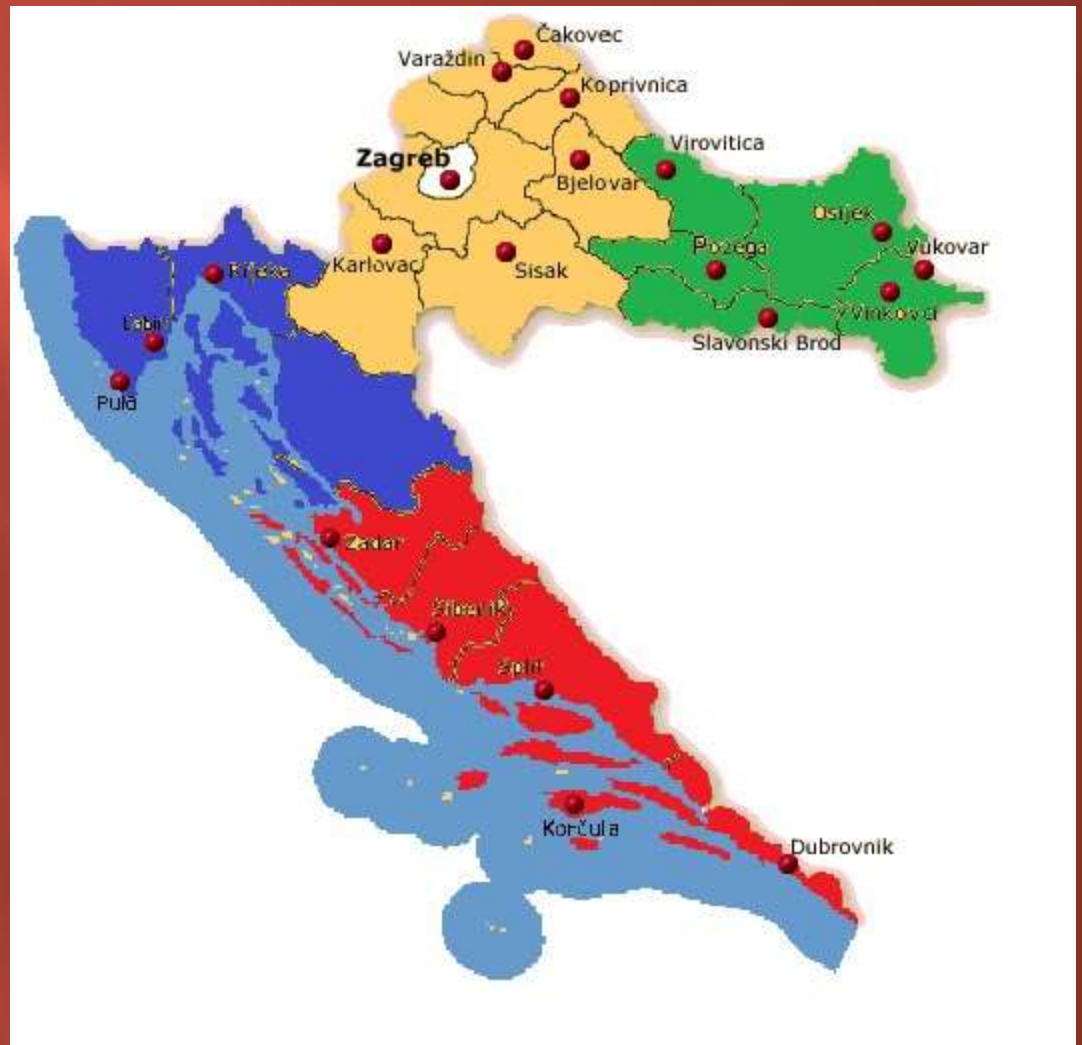 Čakovec
Varaždin
Koprivnica
Virovitica
Zagreb
Bjelovar
Osijek
Požega
Vukovar
Karlovac
Sisak
Rijeka
Vinkovci
Labin
Slavonski Brod
Pula
Zadar
Šibenik
Split
Korčula
Dubrovnik